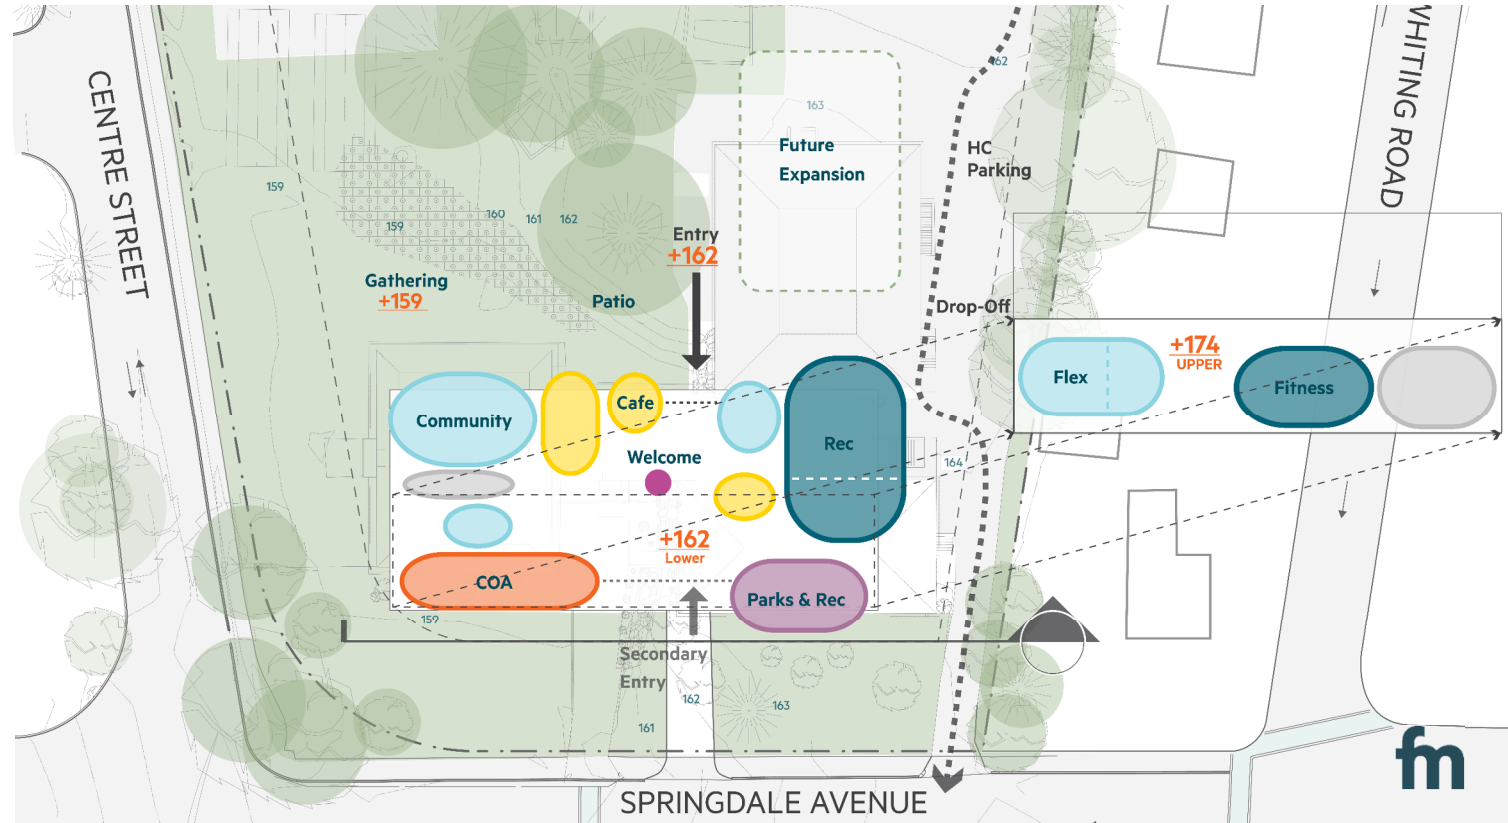 CENTRE STREET
WHITING ROAD
162
163
Future
Expansion
HC
Parking
159
160
161
162
159
Entry
+162
Gathering
+159
Patio
Drop-Off
+174
UPPER
Flex
Fitness
Community
Cafe
Rec
Welcome
164
+162
Lower
COA
Parks & Rec
159
Secondary
Entry
162
163
161
SPRINGDALE AVENUE
fm